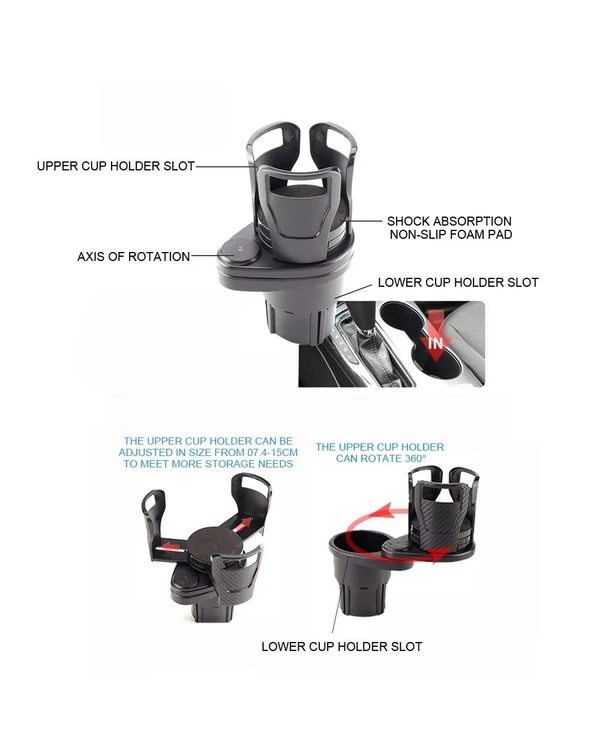 UPPER CUP HOLDER SLOT
SHOCK ABSORPTION
NON-SLIP FOAM PAD
AXIS OF ROTATION
LOWER CUP HOLDER SLOT
IN
THE UPPER CUP HOLDER CAN BE
ADJUSTED IN SIZE FROM 07.4-15CM
TO MEET MORE STORAGE NEEDS
THE UPPER CUP HOLDER
CAN ROTATE 360°
LOWER CUP HOLDER SLOT